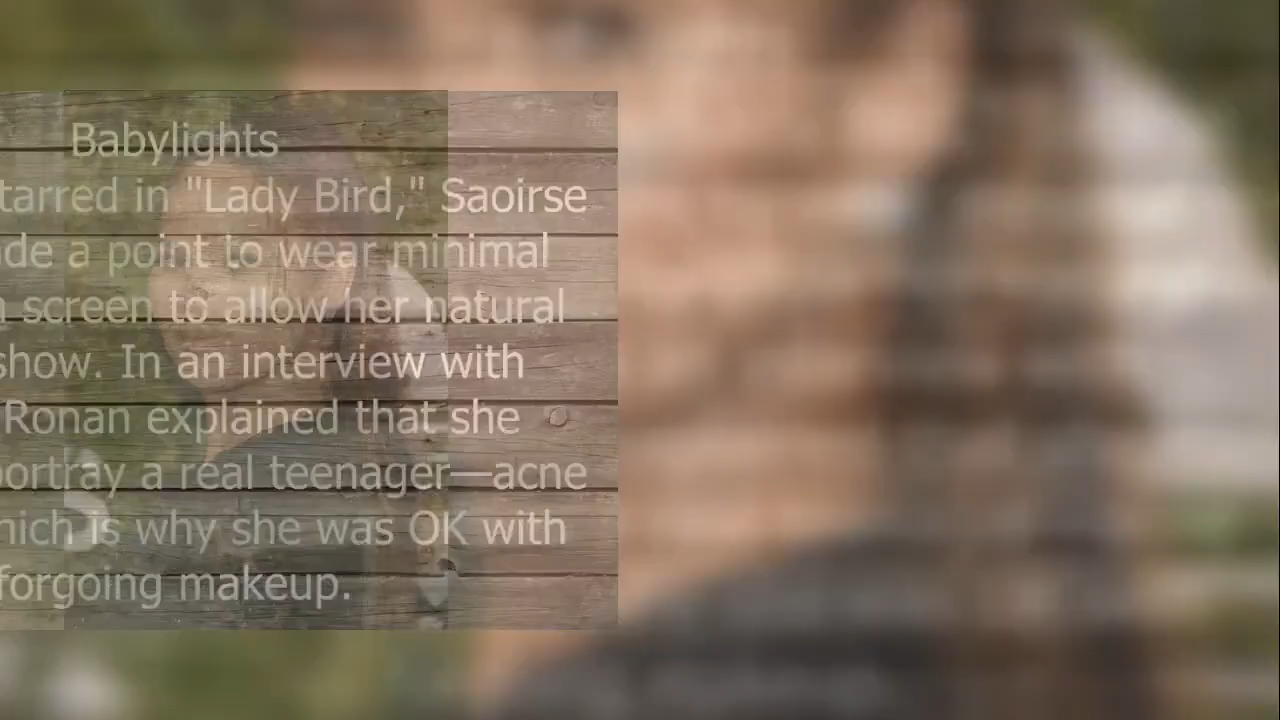 Babylights
tarred in "Lady Bird," Saoirse
de a point to wear minimal
screen to allow her natural
show. In an interview with
Ronan explained that she
ortray a real teenager—acne
hich is why she was OK with
forgoing makeup.